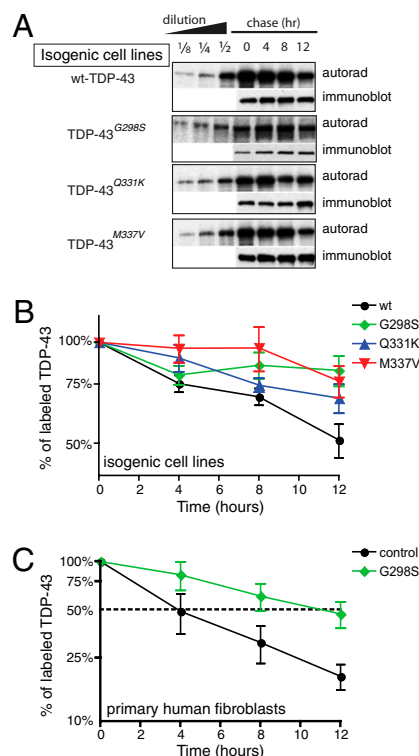 A
dilution
chase (hr)
⅛ ¼ ½ 0 4 8 12
Isogenic cell lines
wt-TDP-43
autorad
immunoblot
TDP-43G298S
autorad
immunoblot
TDP-43Q331K
autorad
immunoblot
TDP-43M337V
autorad
immunoblot
B
wt
G298S
Q331K
M337V
% of labeled TDP-43
100%
75%
50%
isogenic cell lines
0 2 4 6 8 10 12
Time (hours)
C
control
G298S
% of labeled TDP-43
100%
75%
50%
25%
10%
primary human fibroblasts
0 2 4 6 8 10 12
Time (hours)